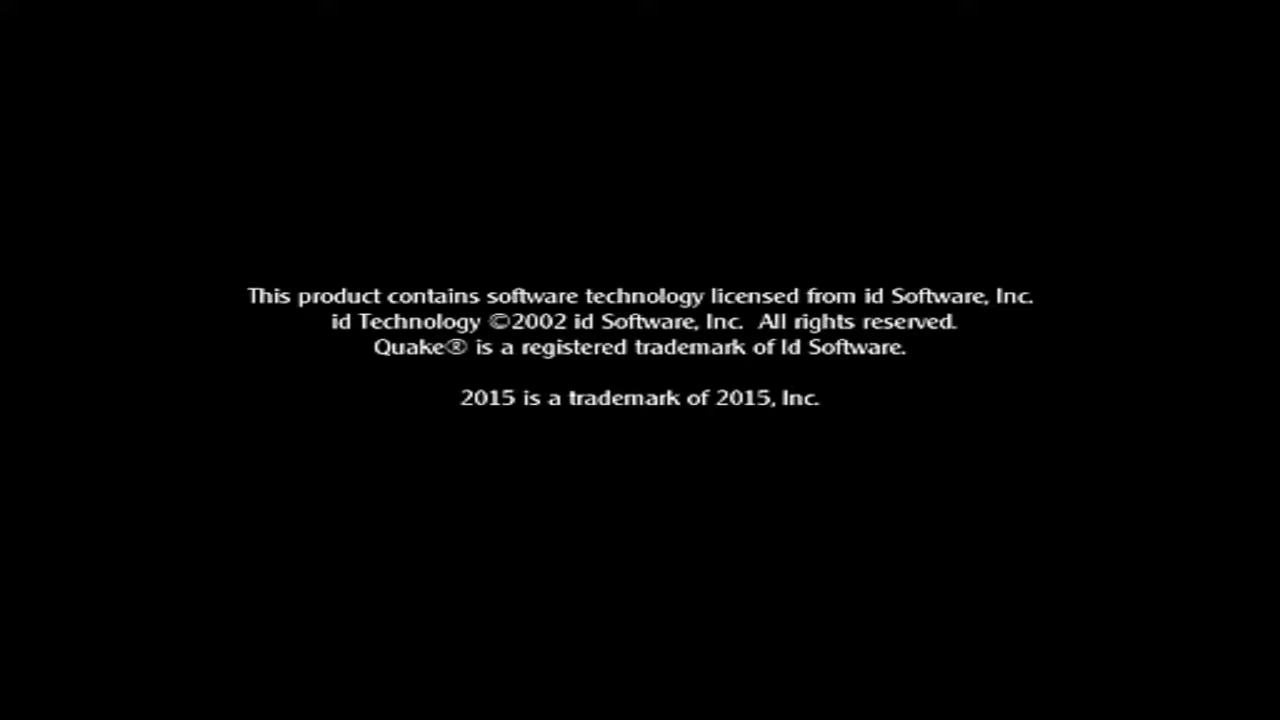 This product contains software technology licensed from id Software, Inc.
id Technology ©2002 id Software, Inc. All rights reserved.
Quake® is a registered trademark of Id Software.
2015 is a trademark of 2015, Inc.